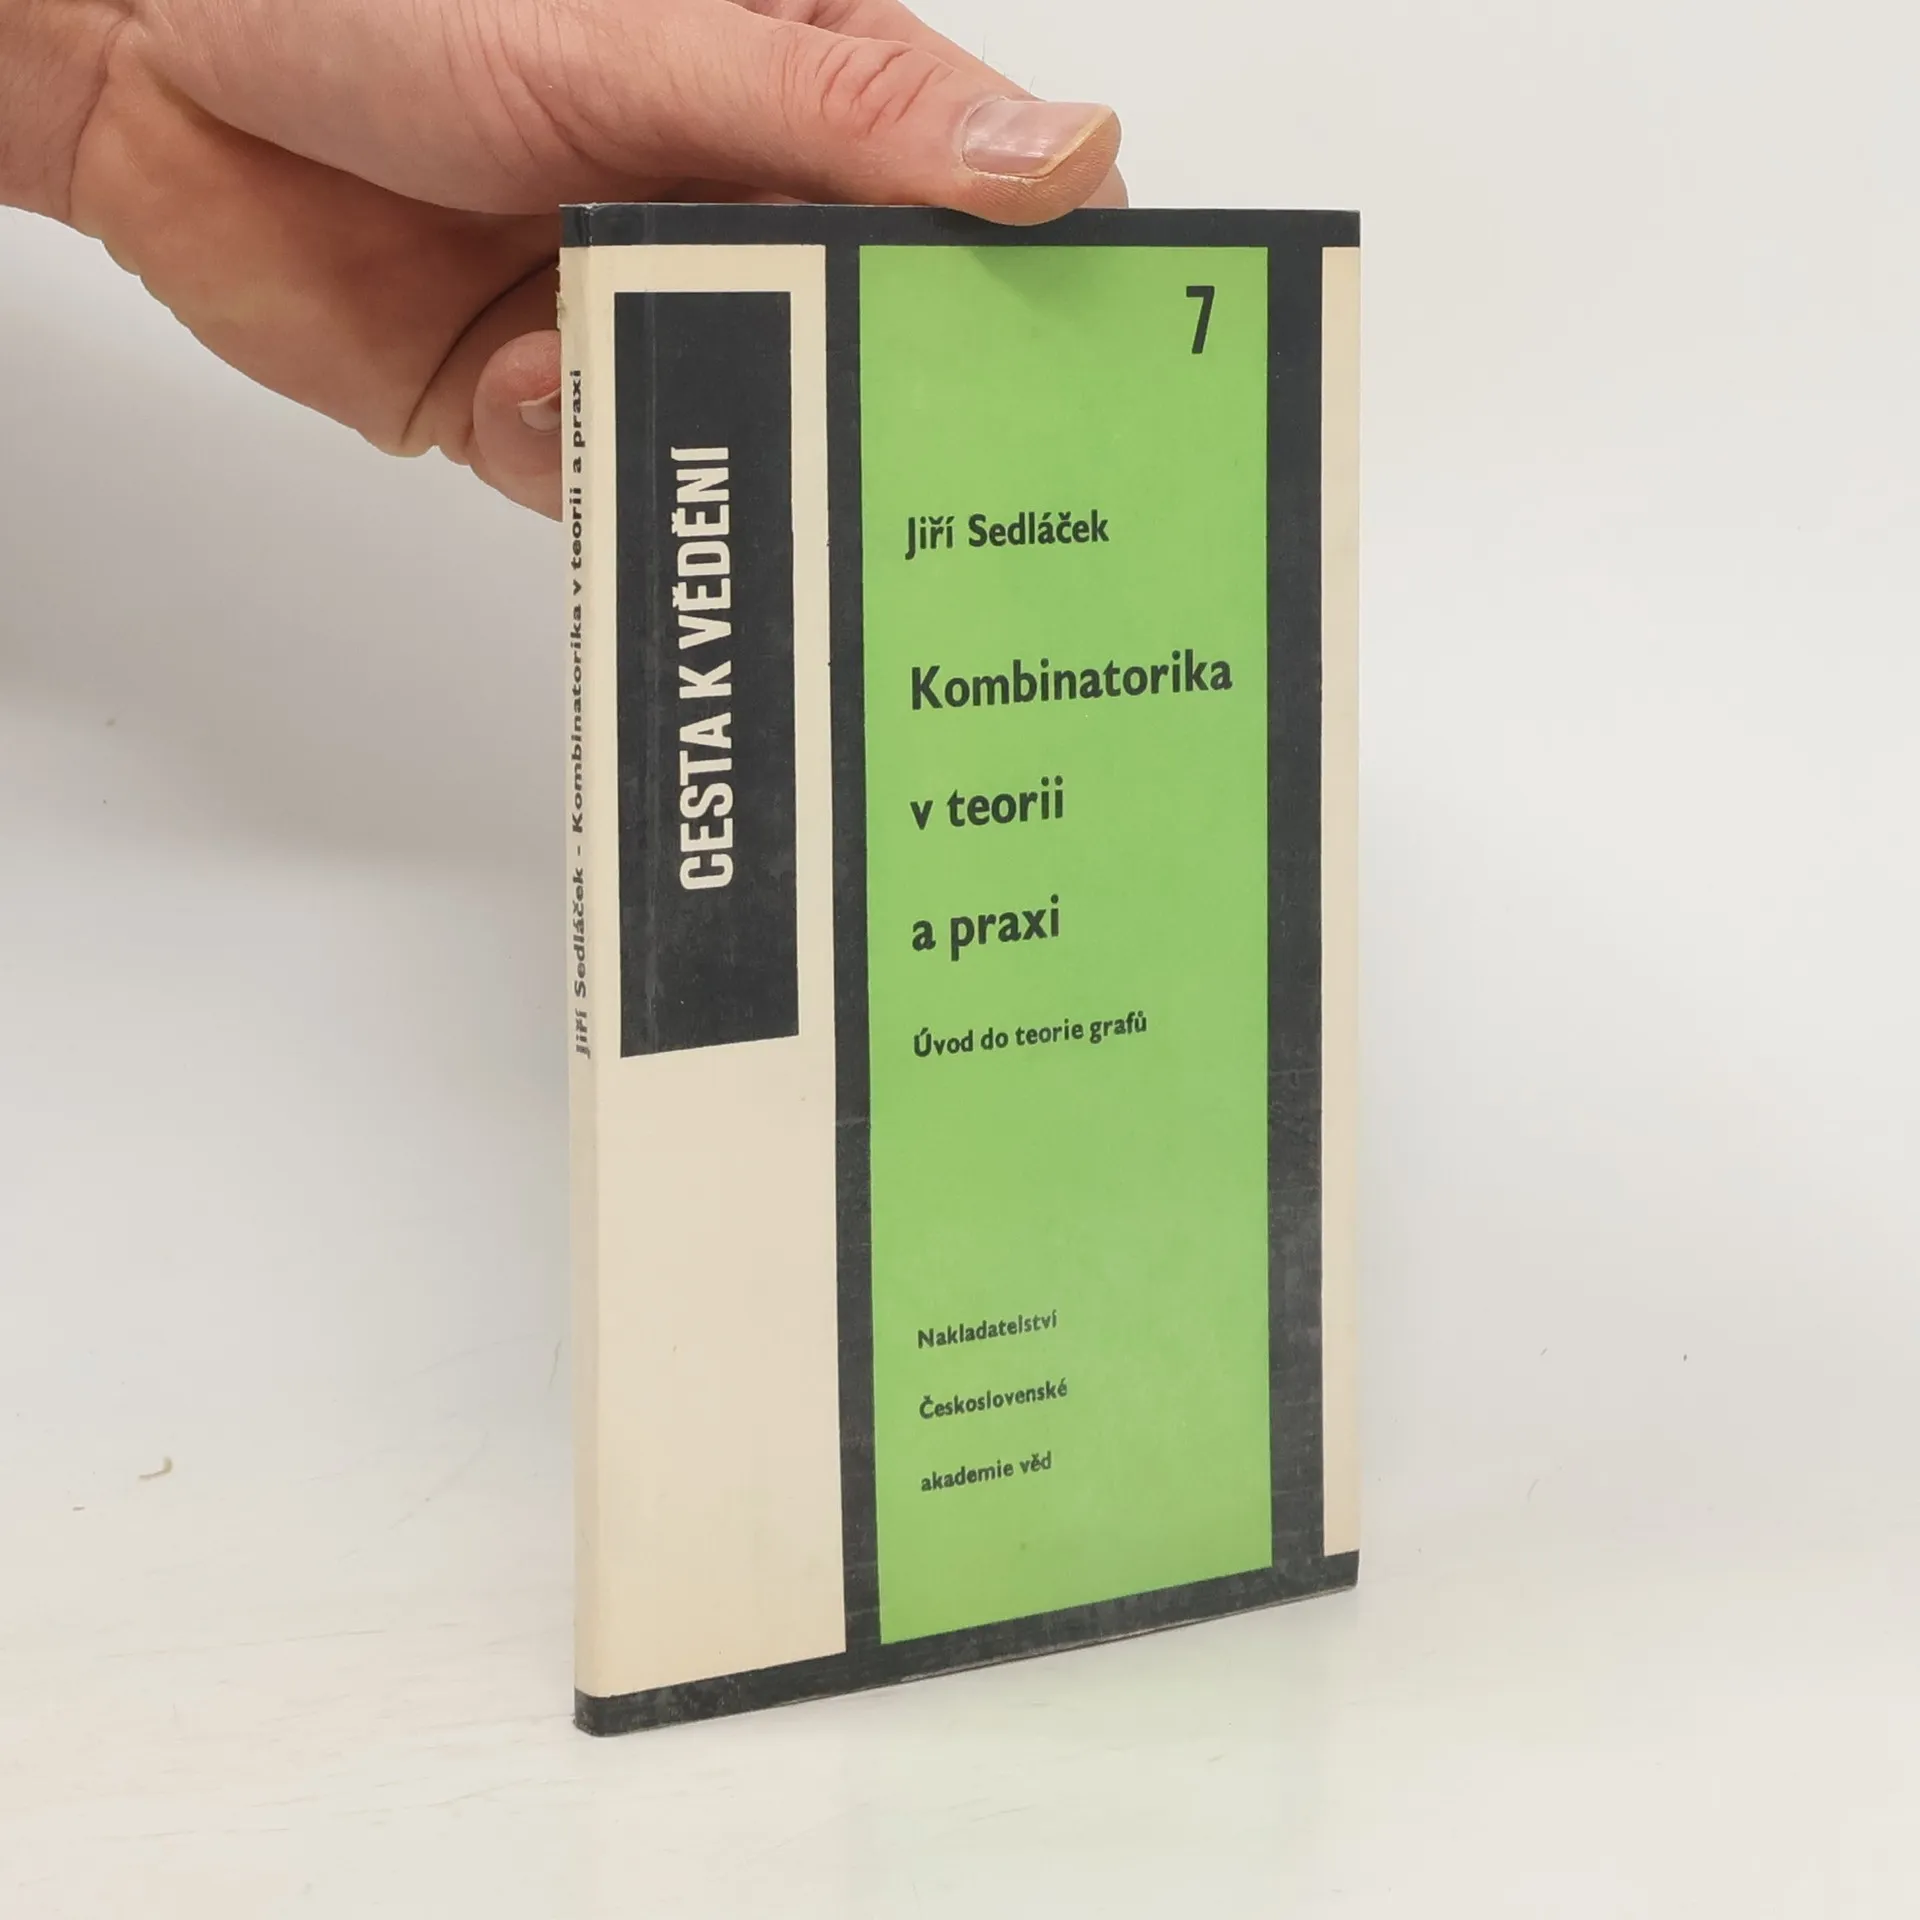 Jiří Sedláček - Kombinatorika v teorii a praxi
CESTA K VĚDĚNÍ
7
Jiří Sedláček
Kombinatorika
v teorii
a praxi
Úvod do teorie grafů
Nakladatelství
Československé
akademie věd